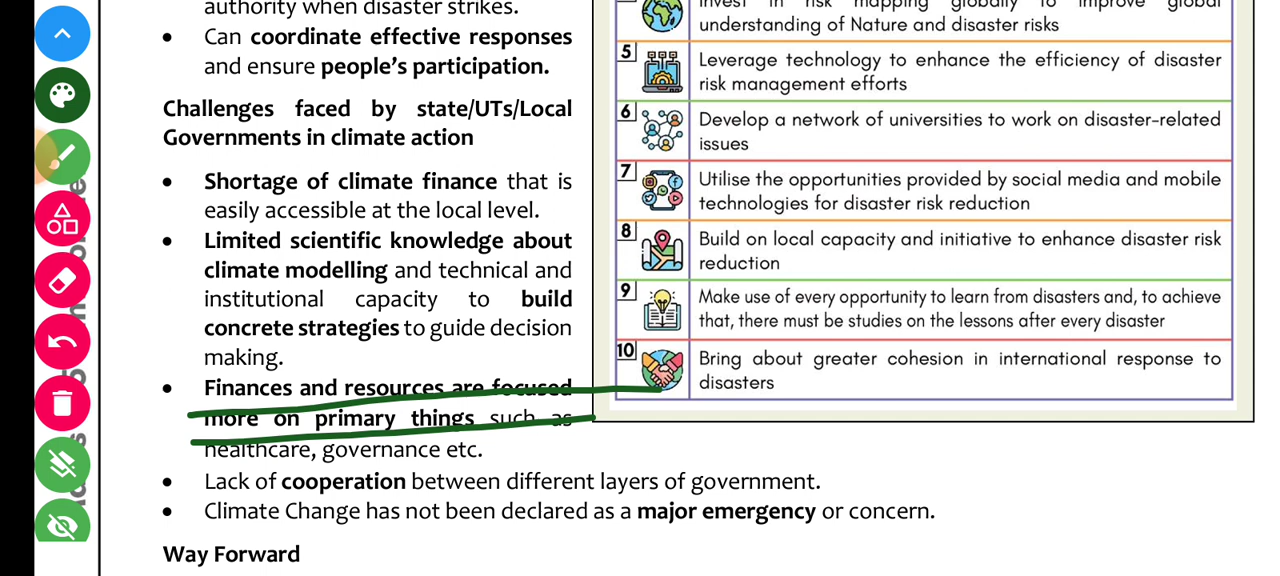 authority when disaster strikes.
• Can coordinate effective responses
and ensure people's participation.
Challenges faced by state/UTs/Local
Governments in climate action
• Shortage of climate finance that is
easily accessible at the local level.
• Limited scientific knowledge about
climate modelling and technical and
institutional capacity to build
concrete strategies to guide decision
making.
• Finances and resources are focused
more on primary things such as
healthcare, governance etc.
• Lack of cooperation between different layers of government.
• Climate Change has not been declared as a major emergency or concern.
Way Forward
Invest in risk mapping globally to improve global
understanding of Nature and disaster risks
5 Leverage technology to enhance the efficiency of disaster
risk management efforts
6 Develop a network of universities to work on disaster-related
issues
7 Utilise the opportunities provided by social media and mobile
technologies for disaster risk reduction
8 Build on local capacity and initiative to enhance disaster risk
reduction
9 Make use of every opportunity to learn from disasters and, to achieve
that, there must be studies on the lessons after every disaster
10 Bring about greater cohesion in international response to
disasters